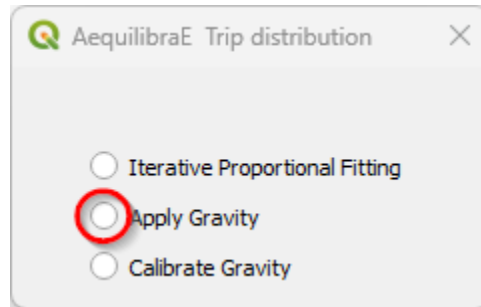 AequilibraE Trip distribution
Iterative Proportional Fitting
Apply Gravity
Calibrate Gravity